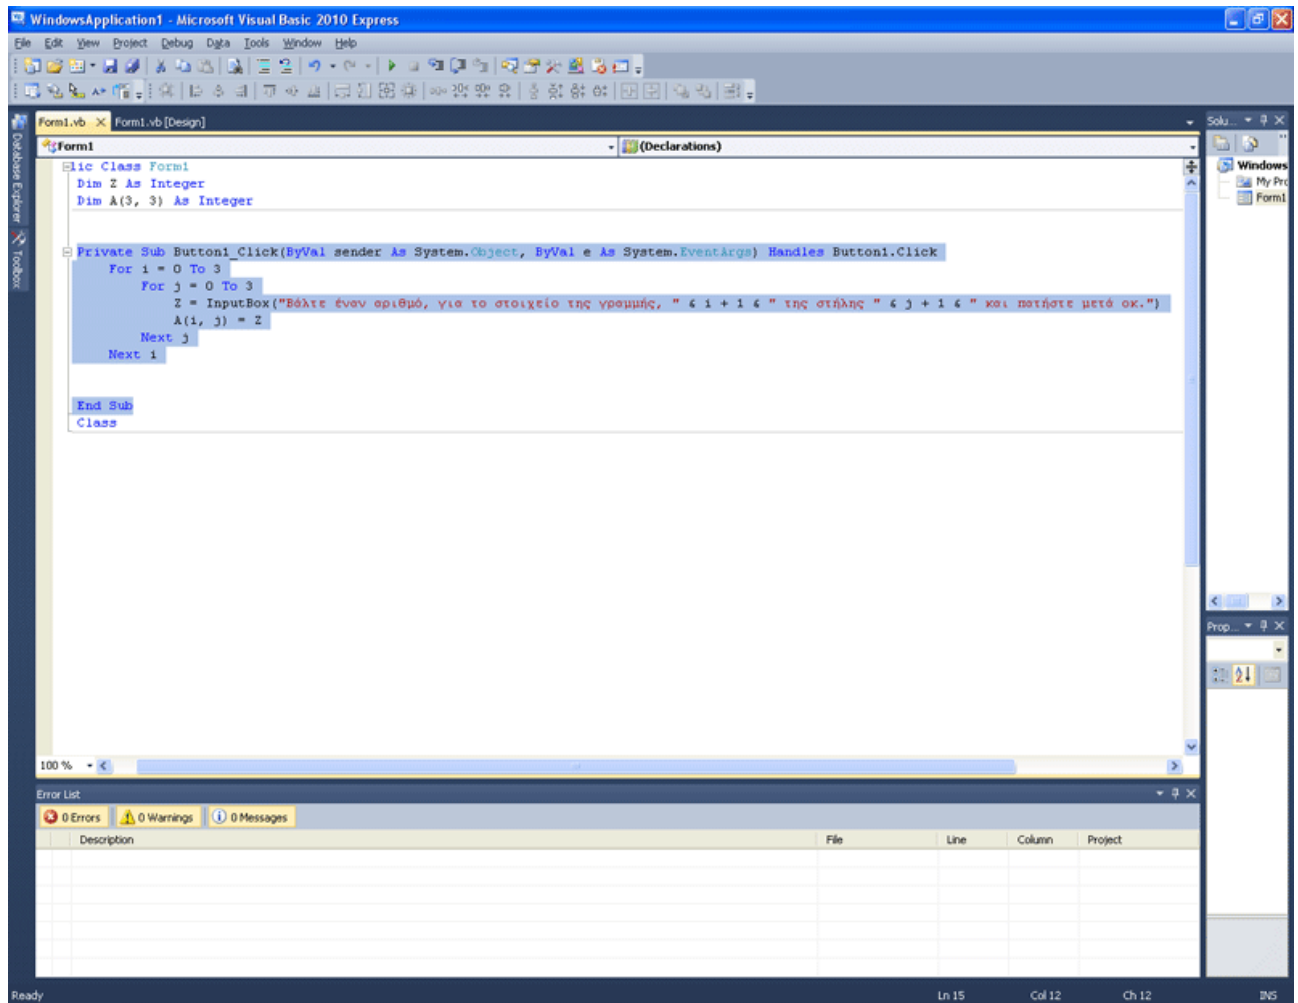 WindowsApplication1 - Microsoft Visual Basic 2010 Express
File Edit View Project Debug Data Tools Window Help
Form1.vb Form1.vb [Design]
Solu...
Form1 (Declarations)
Database Explorer
Toolbox
Windows
My Pro
Form1
lic Class Form1
Dim Z As Integer
Dim A(3, 3) As Integer
Private Sub Button1_Click(ByVal sender As System.Object, ByVal e As System.EventArgs) Handles Button1.Click
For i = 0 To 3
For j = 0 To 3
Z = InputBox("Βάλτε έναν αριθμό, για το στοιχείο της γραμμής, " & i + 1 & " της στήλης " & j + 1 & " και πατήστε μετά οκ.")
A(i, j) = Z
Next j
Next i
End Sub
Class
Prop...
100 %
Error List
0 Errors 0 Warnings 0 Messages
Description File Line Column Project
Ready Ln 15 Col 12 Ch 12 INS